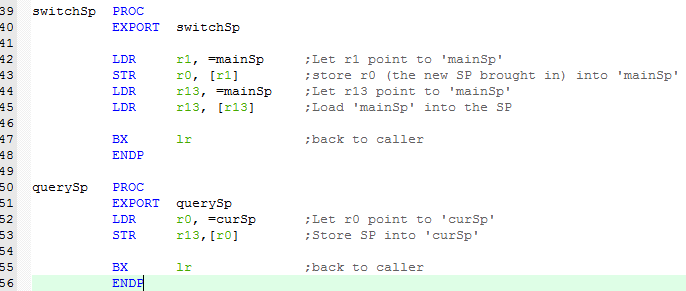 39 switchSp PROC
40 EXPORT switchSp
41
42 LDR r1, =mainSp ;Let r1 point to 'mainSp'
43 STR r0, [r1] ;store r0 (the new SP brought in) into 'mainSp'
44 LDR r13, =mainSp ;Let r13 point to 'mainSp'
45 LDR r13, [r13] ;Load 'mainSp' into the SP
46
47 BX lr ;back to caller
48 ENDP
49
50 querySp PROC
51 EXPORT querySp
52 LDR r0, =curSp ;Let r0 point to 'curSp'
53 STR r13,[r0] ;Store SP into 'curSp'
54
55 BX lr ;back to caller
56 ENDP